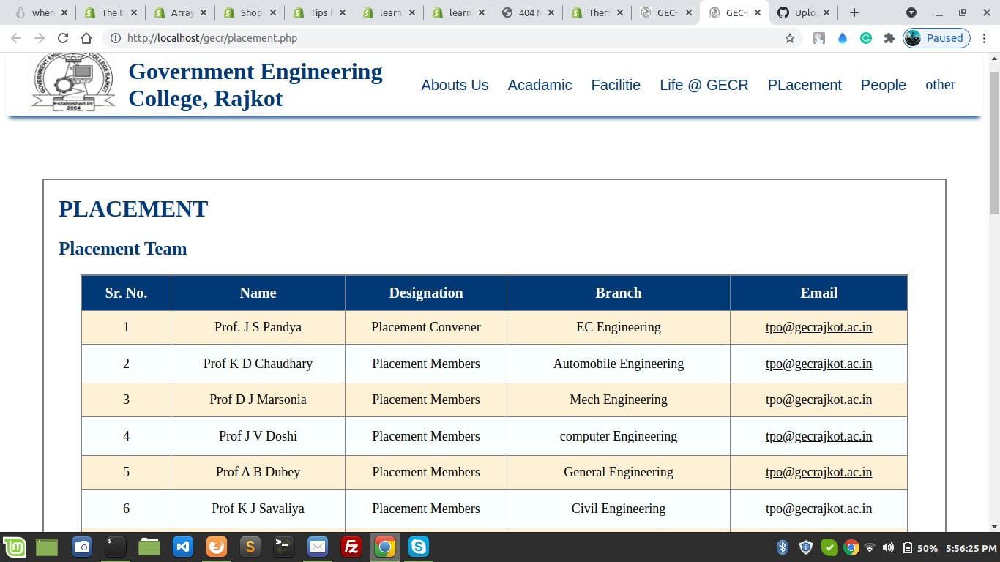 when
The t
Array
Shop
Tips f
learn
learn
404 N
Them
GEC-
GEC-
Uplo
http://localhost/gecr/placement.php
Paused
GOVERNMENT ENGINEERING COLLEGE RAJKOT
Established in:
2004
Government Engineering
College, Rajkot
Abouts Us Acadamic Facilitie Life @ GECR PLacement People other
PLACEMENT
Placement Team
Sr. No. Name Designation Branch Email
1 Prof. J S Pandya Placement Convener EC Engineering tpo@gecrajkot.ac.in
2 Prof K D Chaudhary Placement Members Automobile Engineering tpo@gecrajkot.ac.in
3 Prof D J Marsonia Placement Members Mech Engineering tpo@gecrajkot.ac.in
4 Prof J V Doshi Placement Members computer Engineering tpo@gecrajkot.ac.in
5 Prof A B Dubey Placement Members General Engineering tpo@gecrajkot.ac.in
6 Prof K J Savaliya Placement Members Civil Engineering tpo@gecrajkot.ac.in
50% 5:56:25 PM